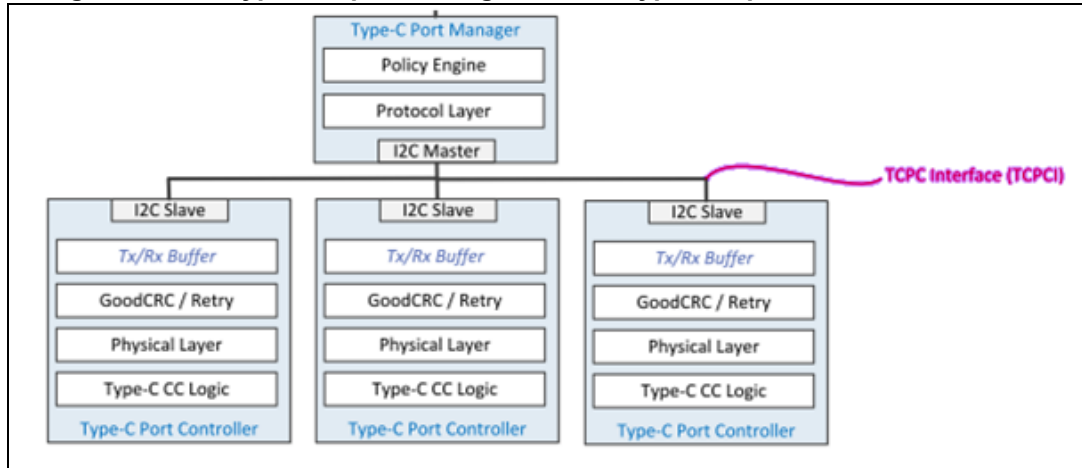 Type-C Port Manager
Policy Engine
Protocol Layer
I2C Master
TCPC Interface (TCPCI)
I2C Slave
Tx/Rx Buffer
GoodCRC / Retry
Physical Layer
Type-C CC Logic
Type-C Port Controller
I2C Slave
Tx/Rx Buffer
GoodCRC / Retry
Physical Layer
Type-C CC Logic
Type-C Port Controller
I2C Slave
Tx/Rx Buffer
GoodCRC / Retry
Physical Layer
Type-C CC Logic
Type-C Port Controller